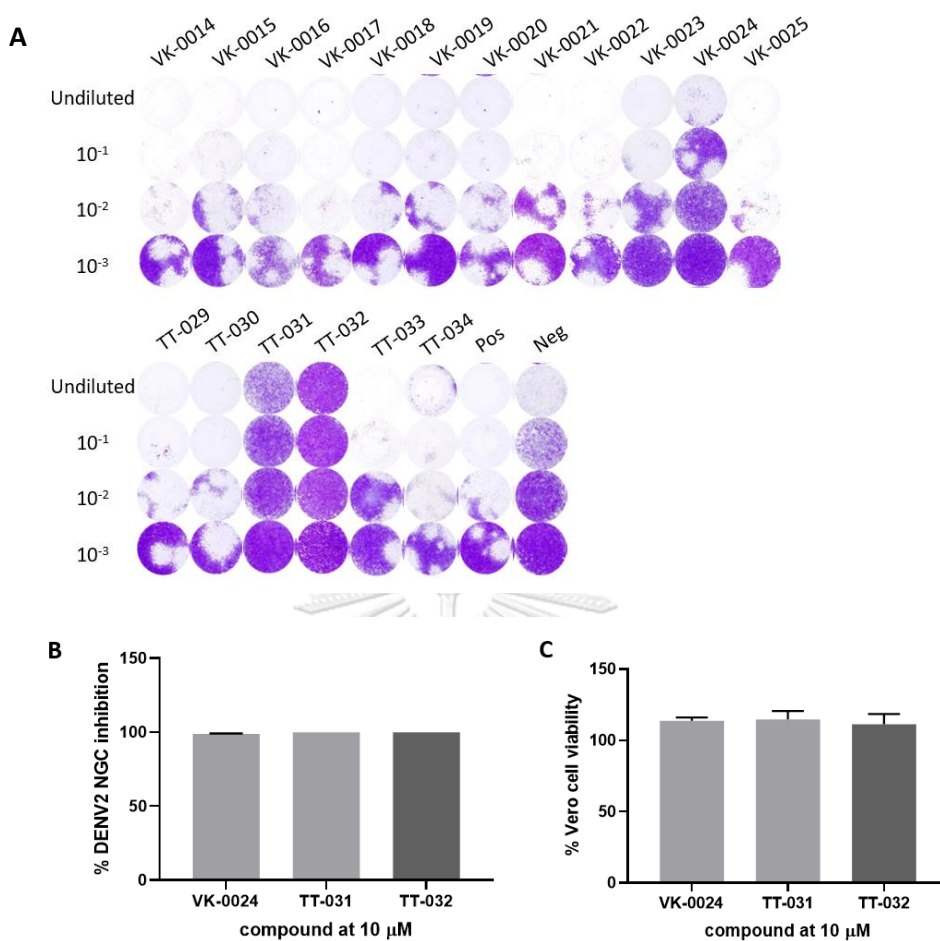 A
VK-0014 VK-0015 VK-0016 VK-0017 VK-0018 VK-0019 VK-0020 VK-0021 VK-0022 VK-0023 VK-0024 VK-0025
Undiluted
10⁻¹
10⁻²
10⁻³
TT-029 TT-030 TT-031 TT-032 TT-033 TT-034 Pos Neg
Undiluted
10⁻¹
10⁻²
10⁻³
B
% DENV2 NGC inhibition
150
100
50
0
VK-0024 TT-031 TT-032
compound at 10 μM
C
% Vero cell viability
150
100
50
0
VK-0024 TT-031 TT-032
compound at 10 μM